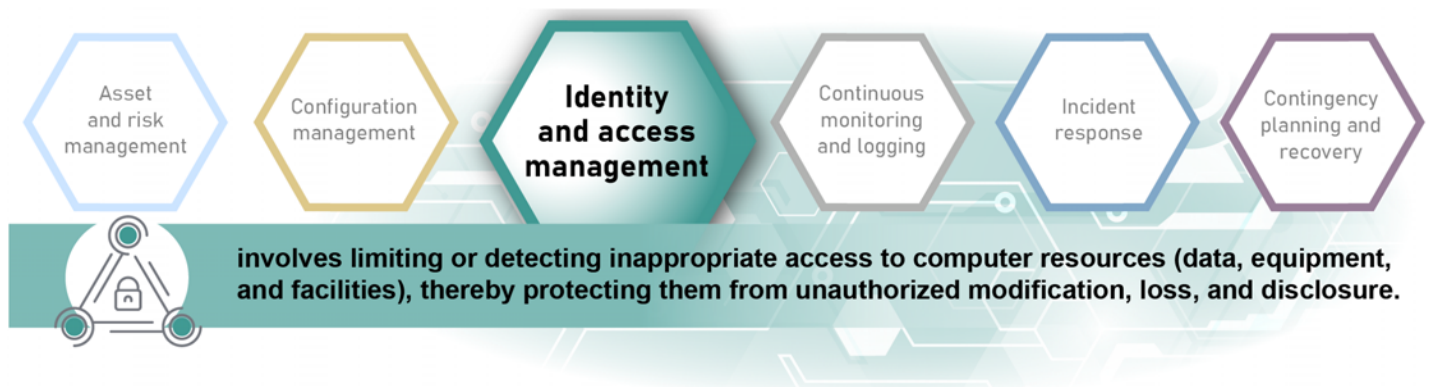 Asset
and risk
management
Configuration
management
Identity
and access
management
Continuous
monitoring
and logging
Incident
response
Contingency
planning and
recovery
involves limiting or detecting inappropriate access to computer resources (data, equipment,
and facilities), thereby protecting them from unauthorized modification, loss, and disclosure.